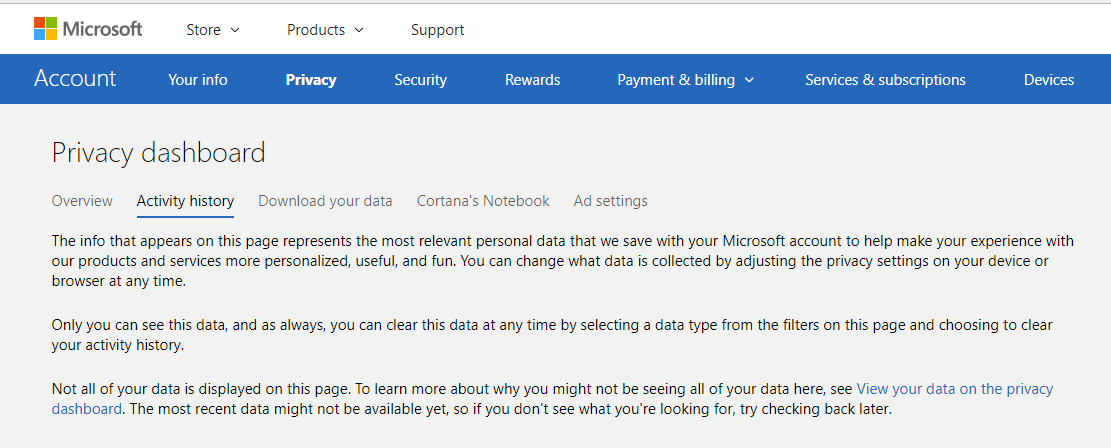 Microsoft Store Products Support
Account Your info Privacy Security Rewards Payment & billing Services & subscriptions Devices
Privacy dashboard
Overview Activity history Download your data Cortana's Notebook Ad settings
The info that appears on this page represents the most relevant personal data that we save with your Microsoft account to help make your experience with
our products and services more personalized, useful, and fun. You can change what data is collected by adjusting the privacy settings on your device or
browser at any time.
Only you can see this data, and as always, you can clear this data at any time by selecting a data type from the filters on this page and choosing to clear
your activity history.
Not all of your data is displayed on this page. To learn more about why you might not be seeing all of your data here, see View your data on the privacy
dashboard. The most recent data might not be available yet, so if you don't see what you're looking for, try checking back later.